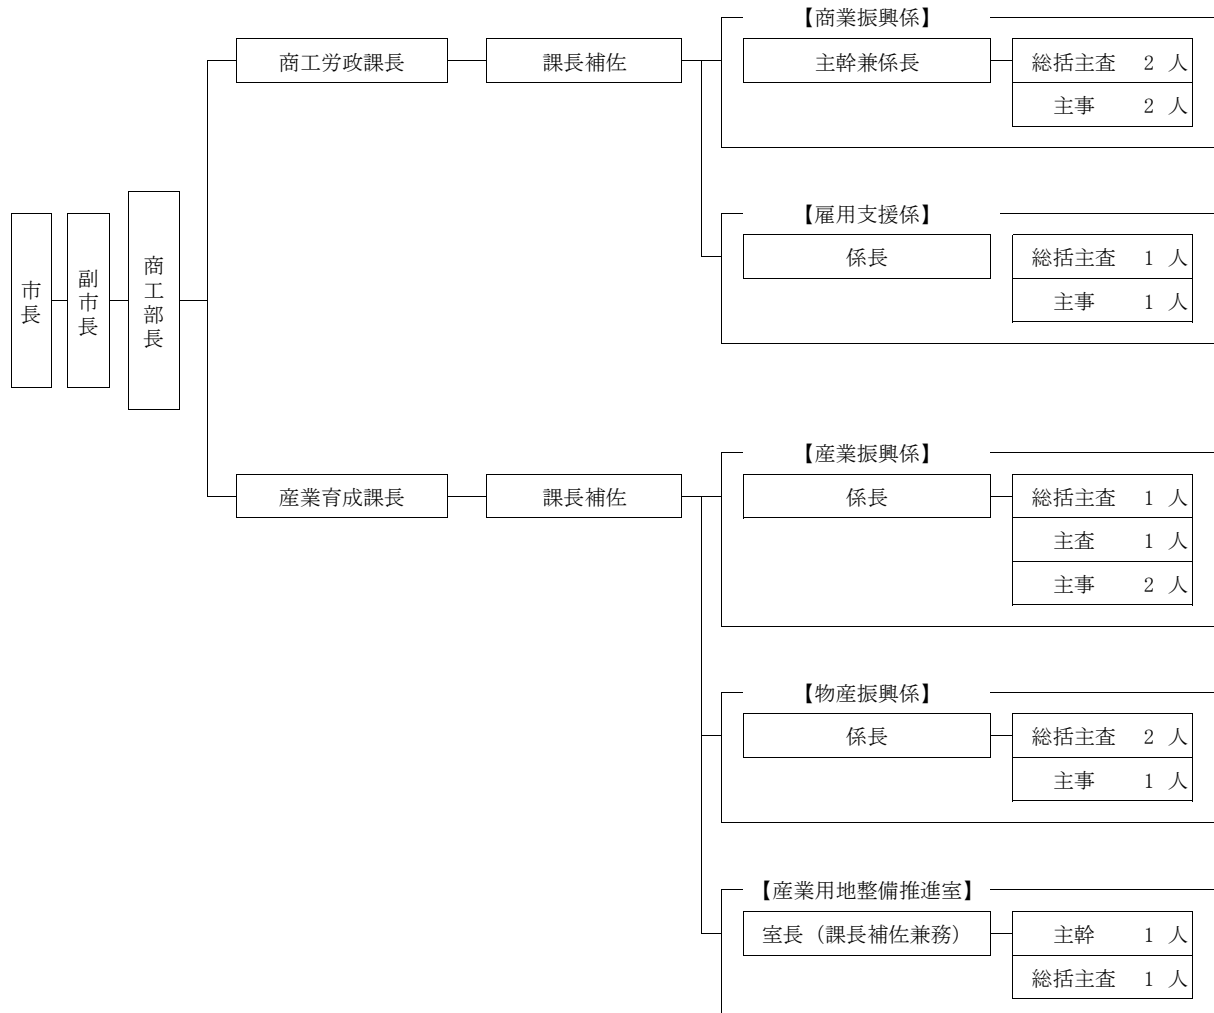 市長
副市長
商工部長
商工労政課長
課長補佐
【商業振興係】
主幹兼係長
総括主査 2 人
主事 2 人
【雇用支援係】
係長
総括主査 1 人
主事 1 人
産業育成課長
課長補佐
【産業振興係】
係長
総括主査 1 人
主査 1 人
主事 2 人
【物産振興係】
係長
総括主査 2 人
主事 1 人
【産業用地整備推進室】
室長（課長補佐兼務）
主幹 1 人
総括主査 1 人